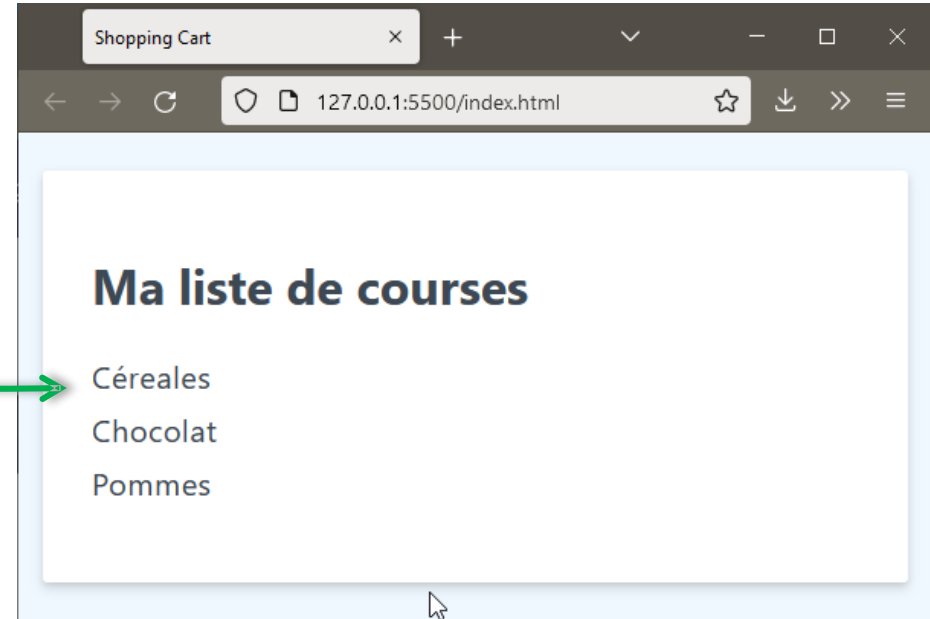 Shopping Cart
127.0.0.1:5500/index.html
Ma liste de courses
Céreales
Chocolat
Pommes